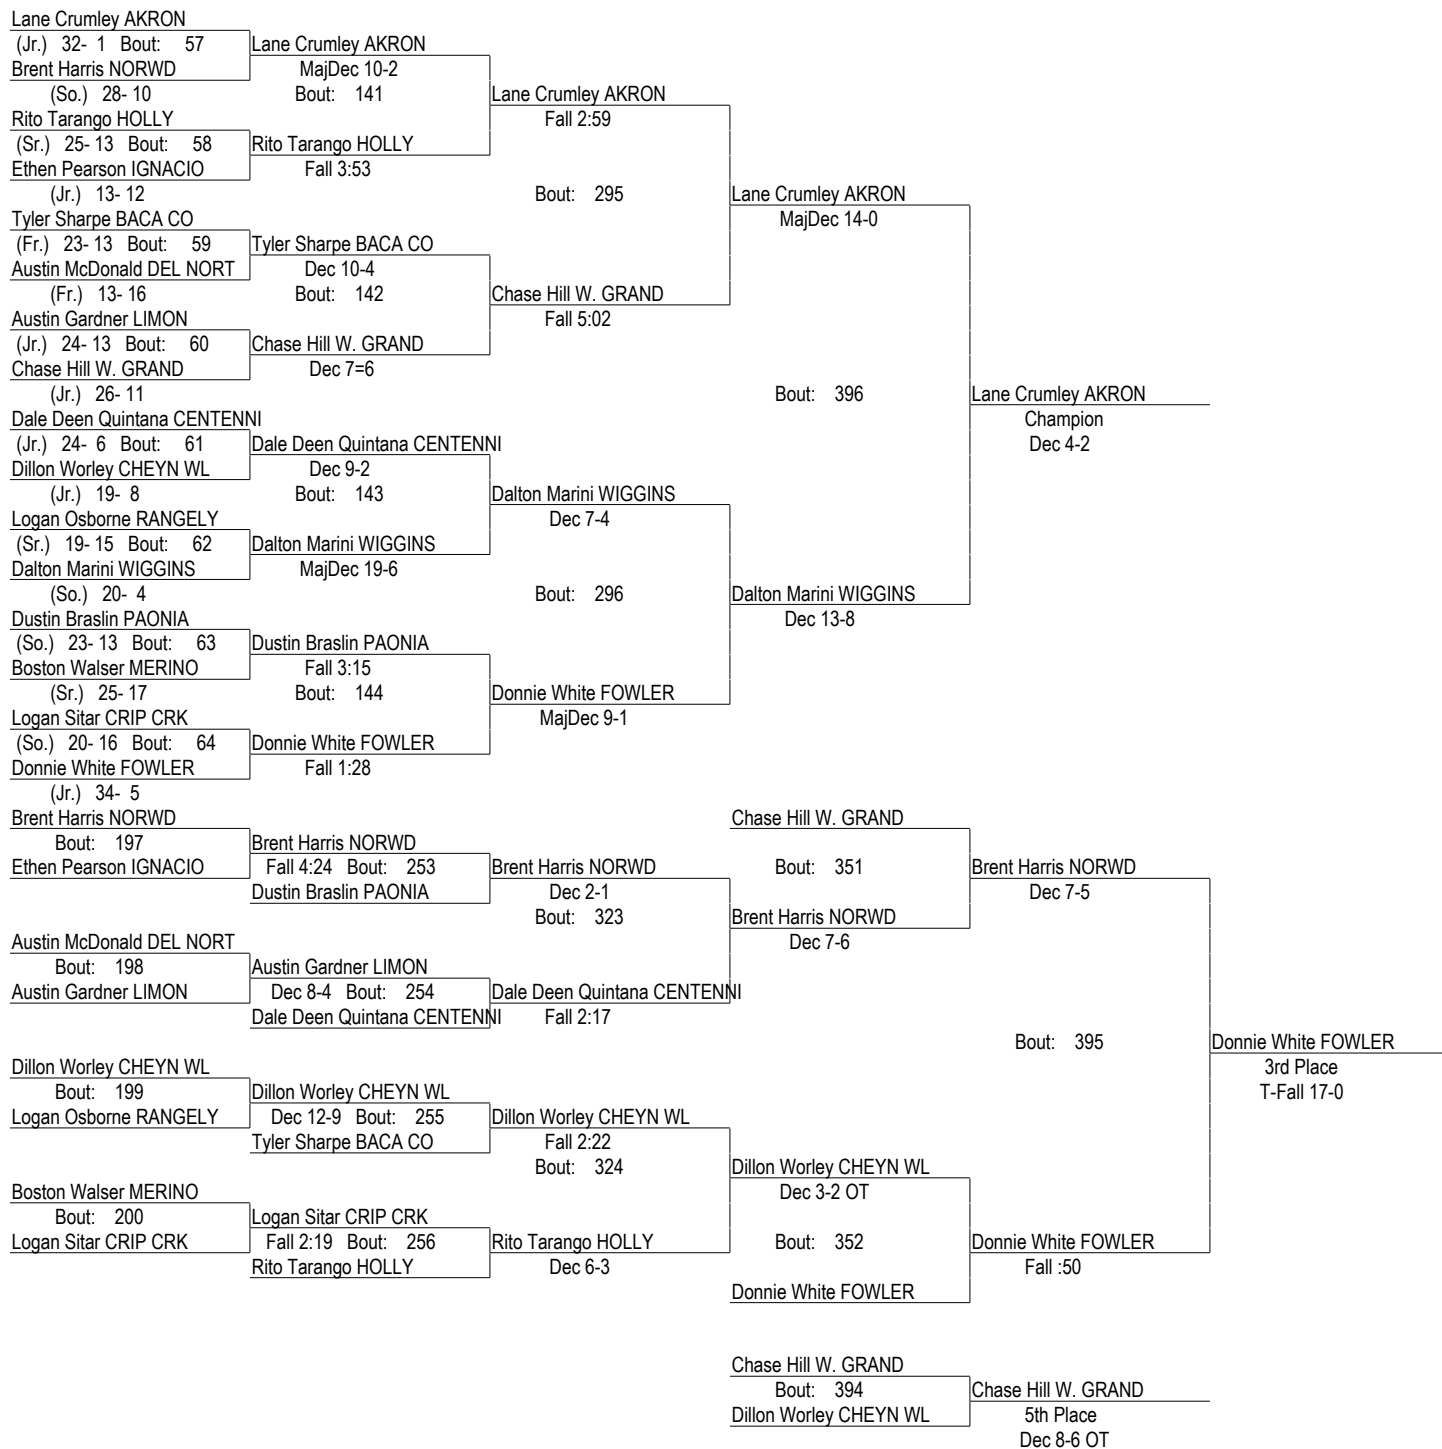 Lane Crumley AKRON
(Jr.) 32- 1 Bout: 57 Lane Crumley AKRON
Brent Harris NORWD MajDec 10-2
(So.) 28- 10 Bout: 141 Lane Crumley AKRON
Rito Tarango HOLLY Fall 2:59
(Sr.) 25- 13 Bout: 58 Rito Tarango HOLLY
Ethen Pearson IGNACIO Fall 3:53
(Jr.) 13- 12 Bout: 295 Lane Crumley AKRON
Tyler Sharpe BACA CO MajDec 14-0
(Fr.) 23- 13 Bout: 59 Tyler Sharpe BACA CO
Austin McDonald DEL NORT Dec 10-4
(Fr.) 13- 16 Bout: 142 Chase Hill W. GRAND
Austin Gardner LIMON Fall 5:02
(Jr.) 24- 13 Bout: 60 Chase Hill W. GRAND
Chase Hill W. GRAND Dec 7=6
(Jr.) 26- 11 Bout: 396 Lane Crumley AKRON
Dale Deen Quintana CENTENNI Champion
(Jr.) 24- 6 Bout: 61 Dale Deen Quintana CENTENNI Dec 4-2
Dillon Worley CHEYN WL Dec 9-2
(Jr.) 19- 8 Bout: 143 Dalton Marini WIGGINS
Logan Osborne RANGELY Dec 7-4
(Sr.) 19- 15 Bout: 62 Dalton Marini WIGGINS
Dalton Marini WIGGINS MajDec 19-6
(So.) 20- 4 Bout: 296 Dalton Marini WIGGINS
Dustin Braslin PAONIA Dec 13-8
(So.) 23- 13 Bout: 63 Dustin Braslin PAONIA
Boston Walser MERINO Fall 3:15
(Sr.) 25- 17 Bout: 144 Donnie White FOWLER
Logan Sitar CRIP CRK MajDec 9-1
(So.) 20- 16 Bout: 64 Donnie White FOWLER
Donnie White FOWLER Fall 1:28
(Jr.) 34- 5
Brent Harris NORWD Chase Hill W. GRAND
Bout: 197 Brent Harris NORWD
Ethen Pearson IGNACIO Fall 4:24 Bout: 253 Brent Harris NORWD Bout: 351 Brent Harris NORWD
Dustin Braslin PAONIA Dec 2-1 Dec 7-5
Bout: 323 Brent Harris NORWD
Austin McDonald DEL NORT Dec 7-6
Bout: 198 Austin Gardner LIMON
Austin Gardner LIMON Dec 8-4 Bout: 254 Dale Deen Quintana CENTENNI
Dale Deen Quintana CENTENNI Fall 2:17
Bout: 395 Donnie White FOWLER
Dillon Worley CHEYN WL 3rd Place
Bout: 199 Dillon Worley CHEYN WL T-Fall 17-0
Logan Osborne RANGELY Dec 12-9 Bout: 255 Dillon Worley CHEYN WL
Tyler Sharpe BACA CO Fall 2:22
Bout: 324 Dillon Worley CHEYN WL
Boston Walser MERINO Dec 3-2 OT
Bout: 200 Logan Sitar CRIP CRK
Logan Sitar CRIP CRK Fall 2:19 Bout: 256 Rito Tarango HOLLY Bout: 352 Donnie White FOWLER
Rito Tarango HOLLY Dec 6-3 Fall :50
Donnie White FOWLER
Chase Hill W. GRAND
Bout: 394 Chase Hill W. GRAND
Dillon Worley CHEYN WL 5th Place
Dec 8-6 OT